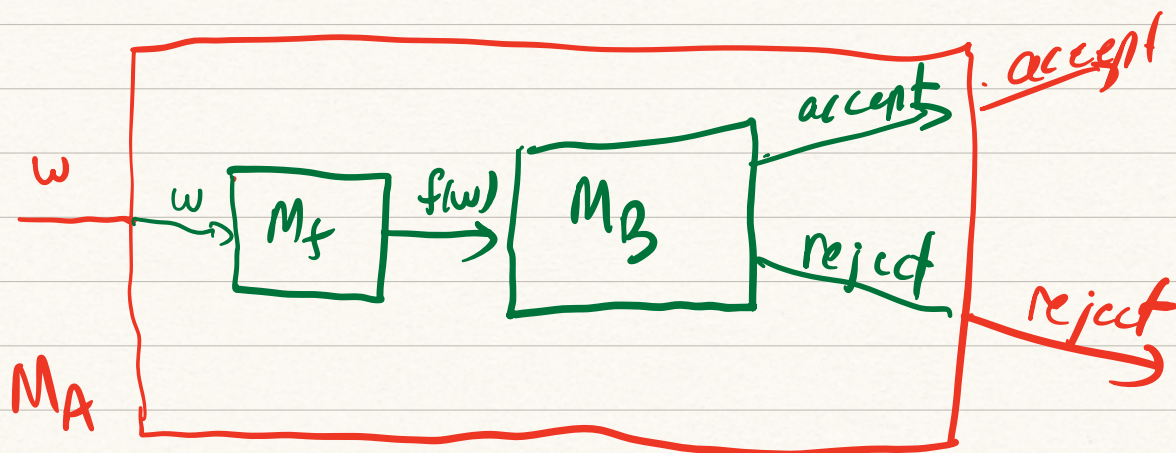 accept
accept
w
w
M_f
f(w)
M_B
reject
reject
M_A